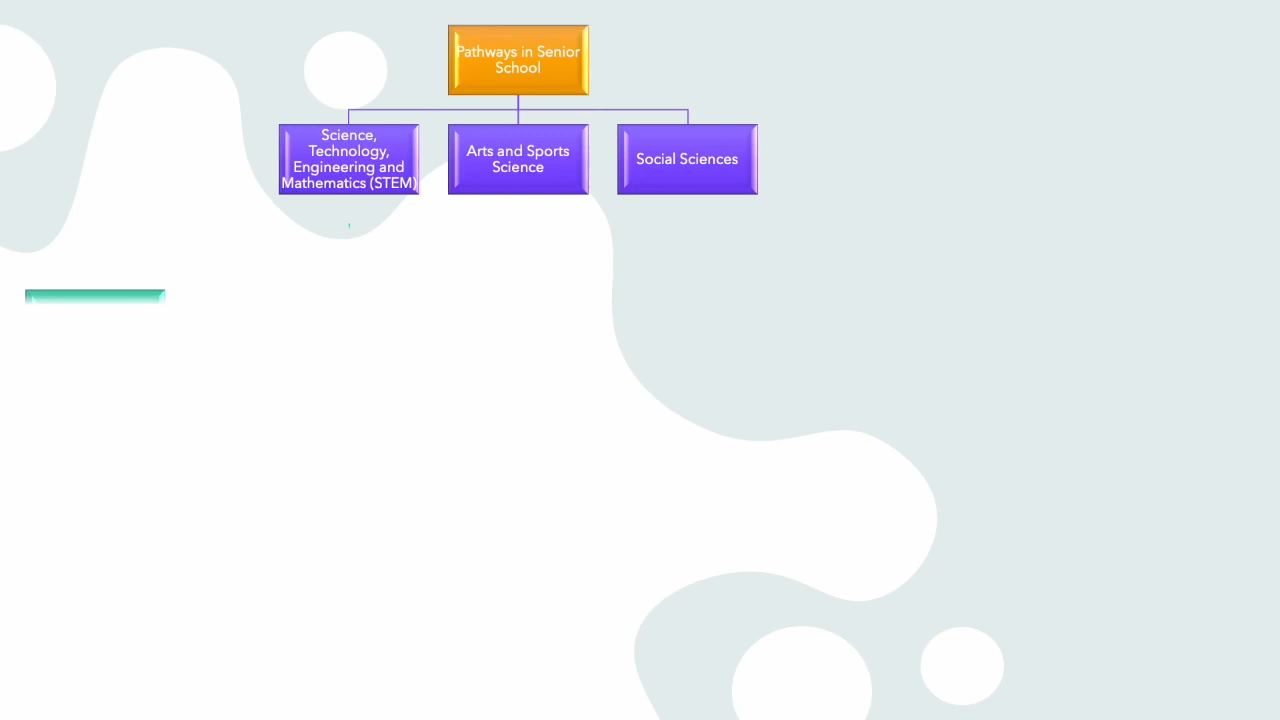 Pathways in Senior
School
Science,
Technology,
Engineering and
Mathematics (STEM)
Arts and Sports
Science
Social Sciences